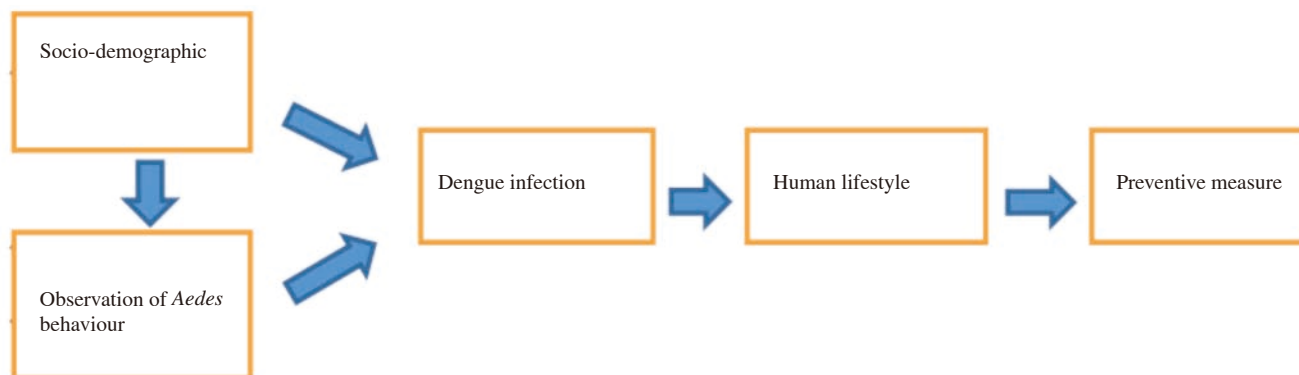 Socio-demographic
Dengue infection
Human lifestyle
Preventive measure
Observation of Aedes
behaviour